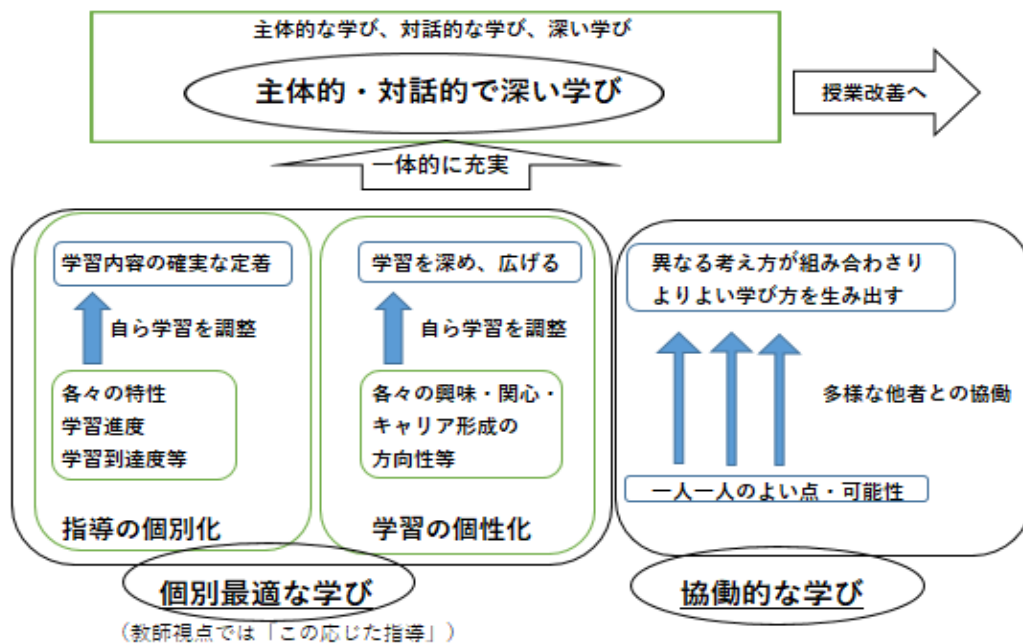 主体的な学び、対話的な学び、深い学び
主体的・対話的で深い学び
授業改善へ
一体的に充実
学習内容の確実な定着
自ら学習を調整
各々の特性
学習進度
学習到達度等
指導の個別化
学習を深め、広げる
自ら学習を調整
各々の興味・関心・
キャリア形成の
方向性等
学習の個性化
個別最適な学び
（教師視点では「この応じた指導」）
異なる考え方が組み合わさり
よりよい学び方を生み出す
多様な他者との協働
一人一人のよい点・可能性
協働的な学び